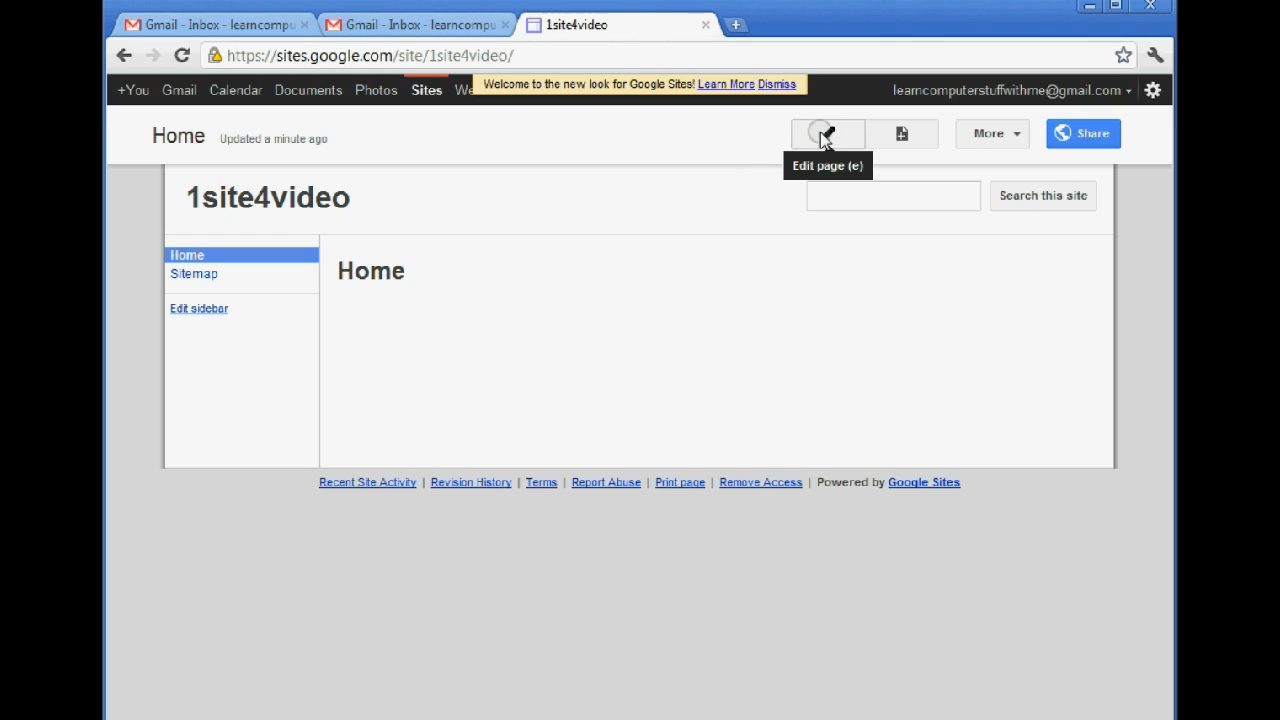 Gmail - Inbox - learncompu
Gmail - Inbox - learncompu
1site4video
https://sites.google.com/site/1site4video/
+You Gmail Calendar Documents Photos Sites We
Welcome to the new look for Google Sites! Learn More Dismiss
learncomputerstuffwithme@gmail.com
Home Updated a minute ago
More
Share
Edit page (e)
1site4video
Search this site
Home
Sitemap
Edit sidebar
Home
Recent Site Activity | Revision History | Terms | Report Abuse | Print page | Remove Access | Powered by Google Sites